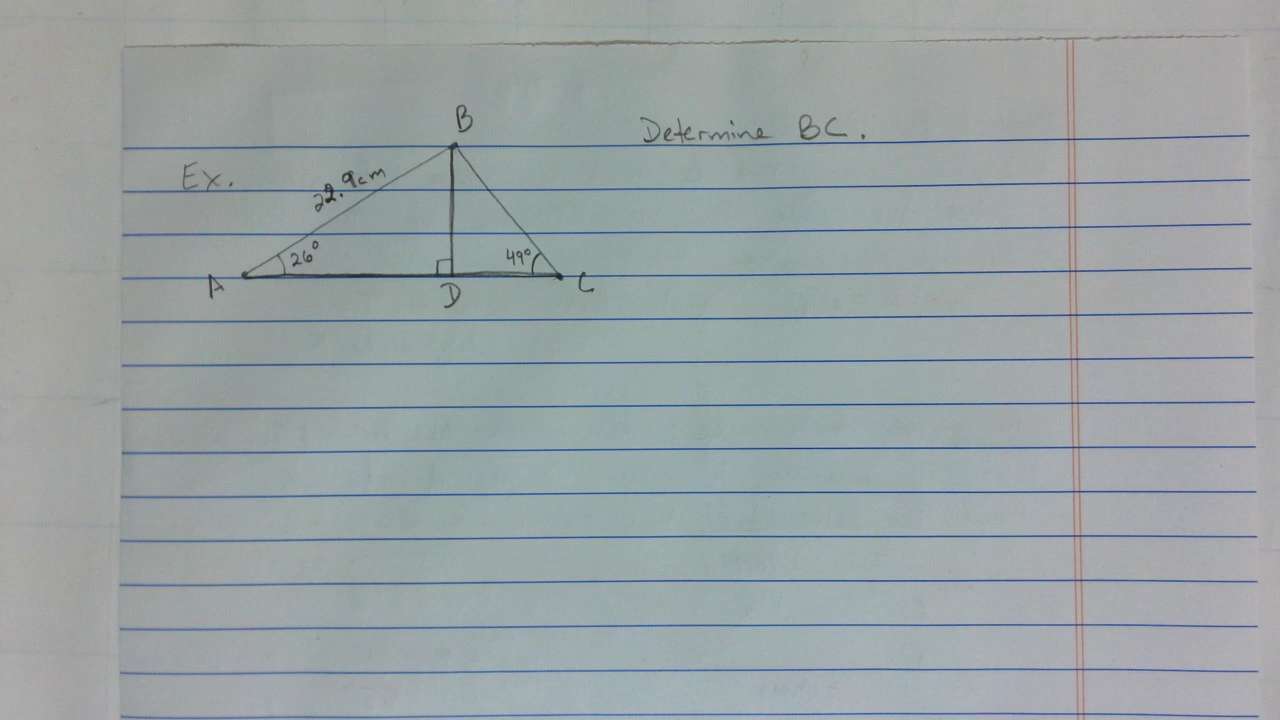 B
Determine BC.
Ex.
22.9cm
26°
49°
A
D
C